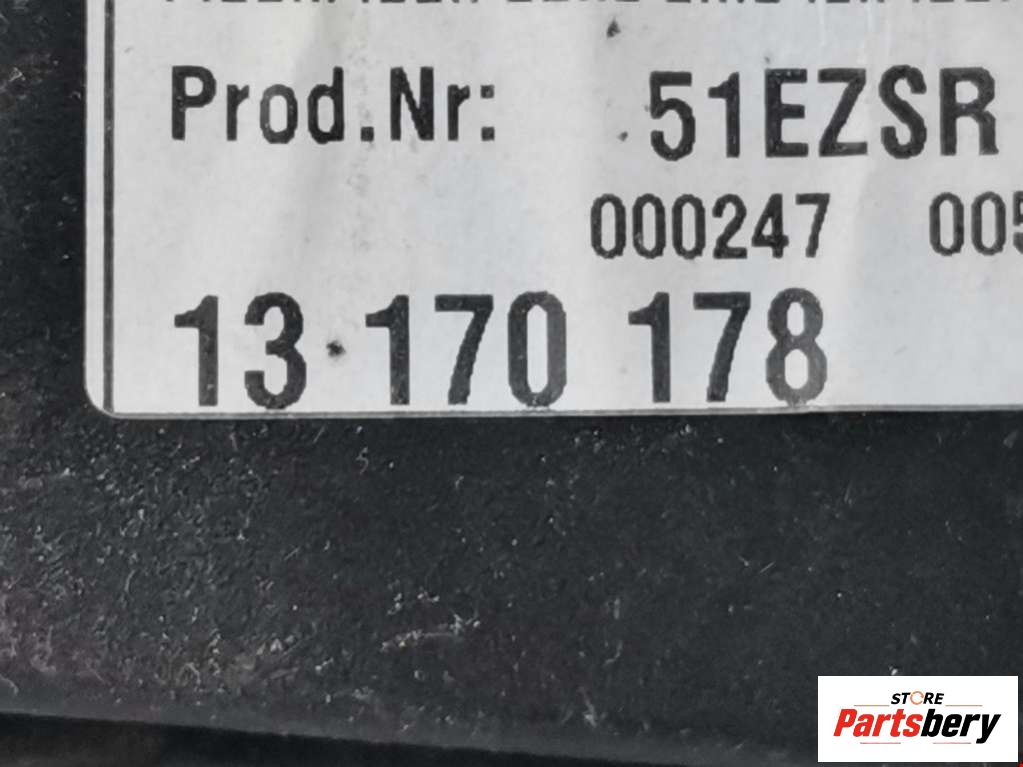 Prod.Nr: 51EZSR
000247 005
13 170 178
STORE
Partsbery